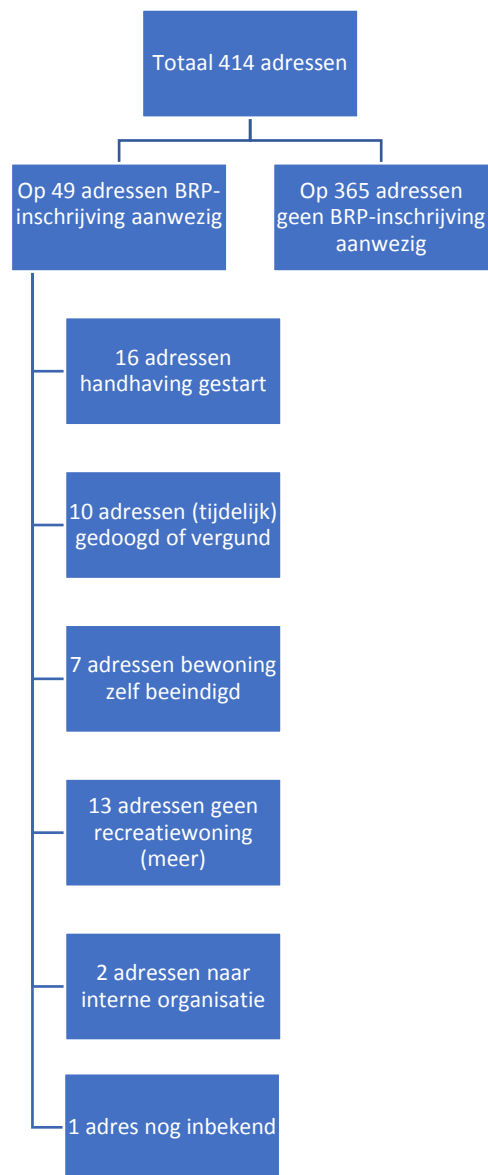 Totaal 414 adressen
Op 49 adressen BRP-
inschrijving aanwezig
Op 365 adressen
geen BRP-inschrijving
aanwezig
16 adressen
handhaving gestart
10 adressen (tijdelijk)
gedoogd of vergund
7 adressen bewoning
zelf beeindigd
13 adressen geen
recreatiewoning
(meer)
2 adressen naar
interne organisatie
1 adres nog inbekend